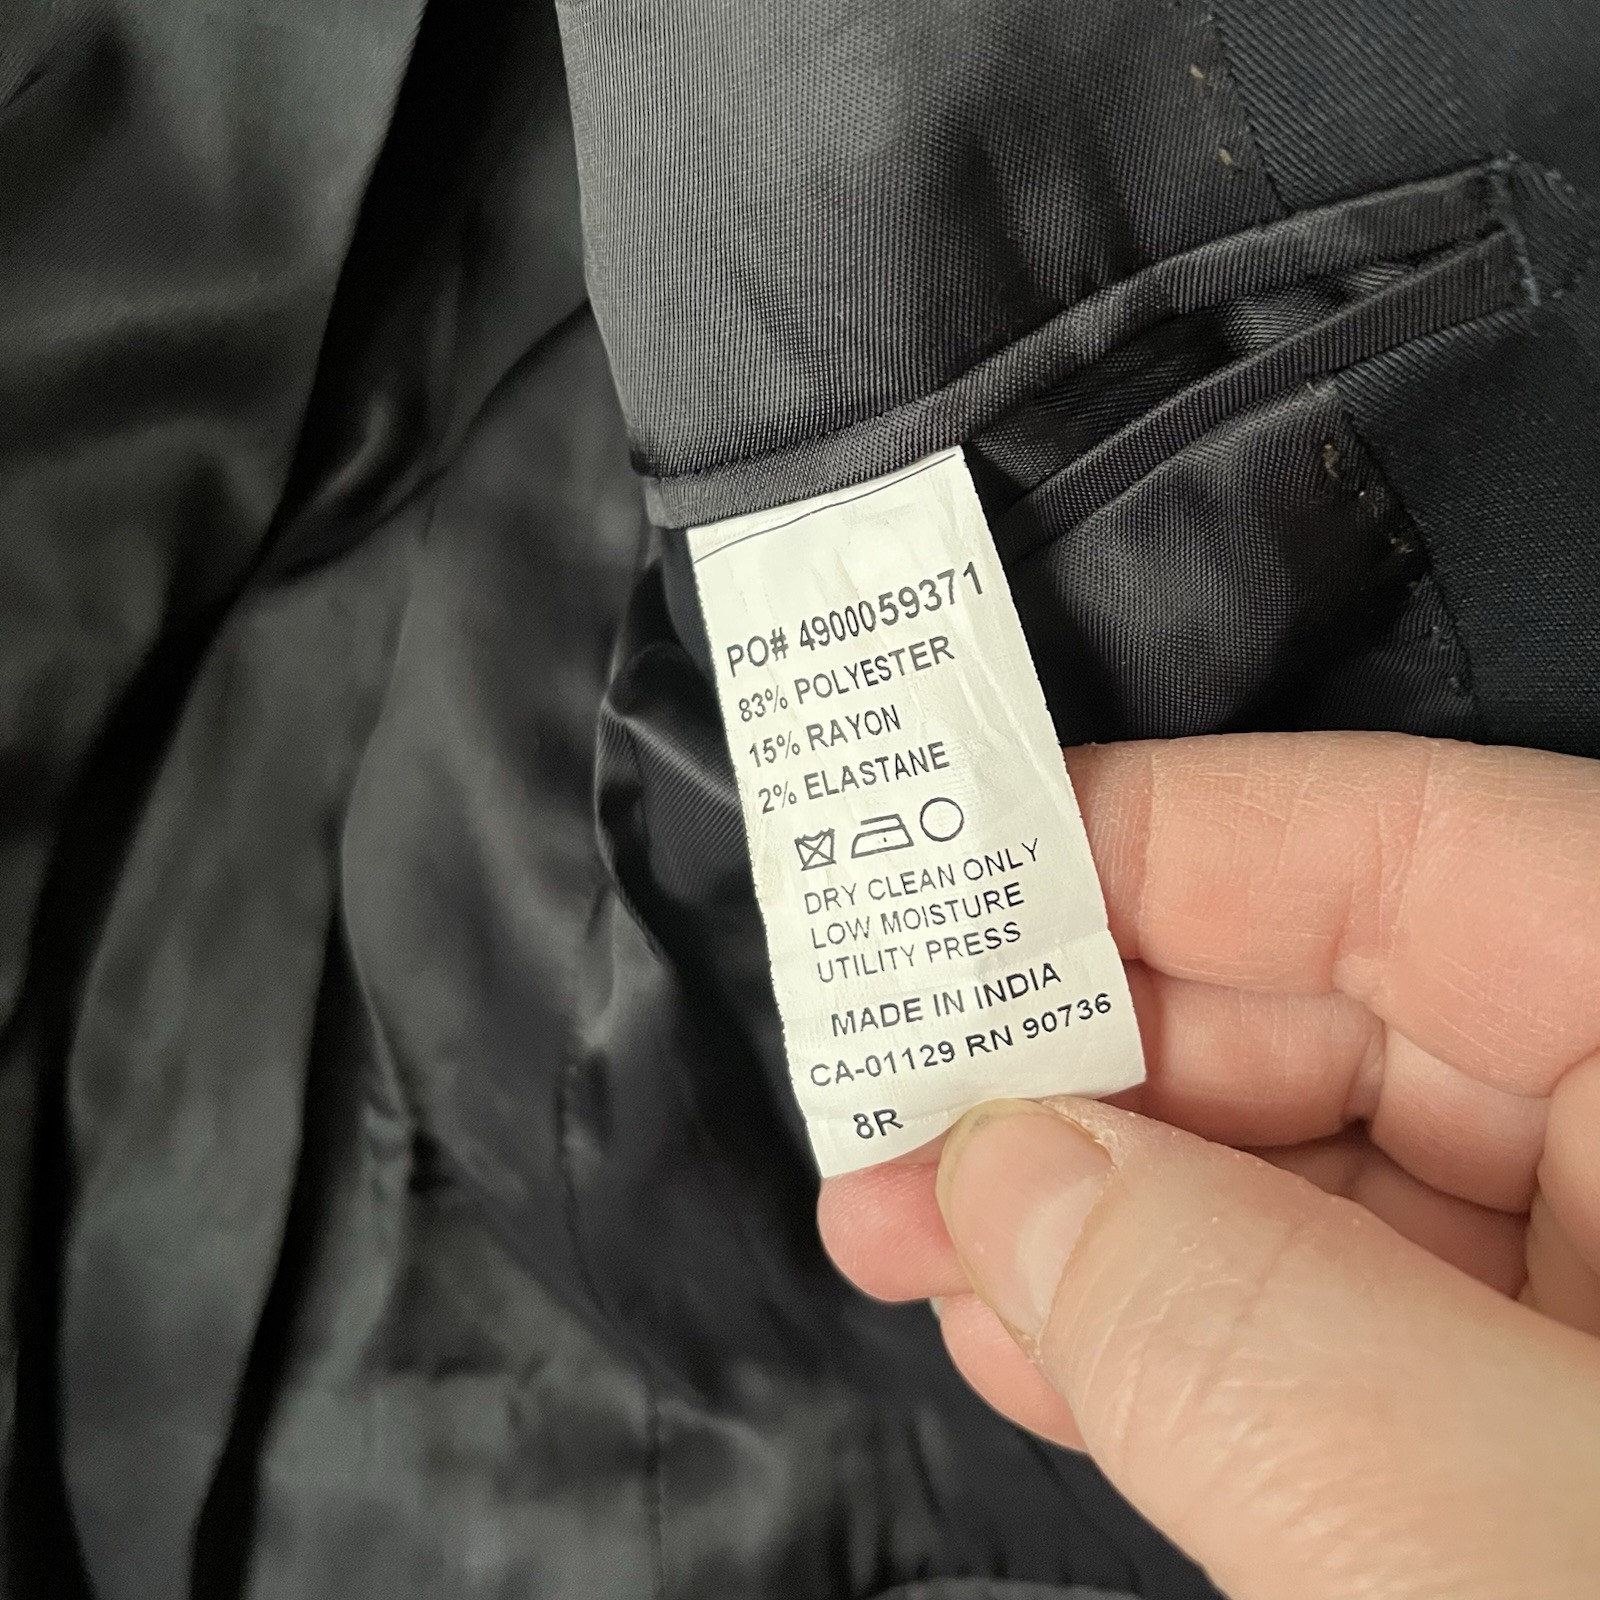 PO# 4900059371
83% POLYESTER
15% RAYON
2% ELASTANE
DRY CLEAN ONLY
LOW MOISTURE
UTILITY PRESS
MADE IN INDIA
CA-01129 RN 90736
8R